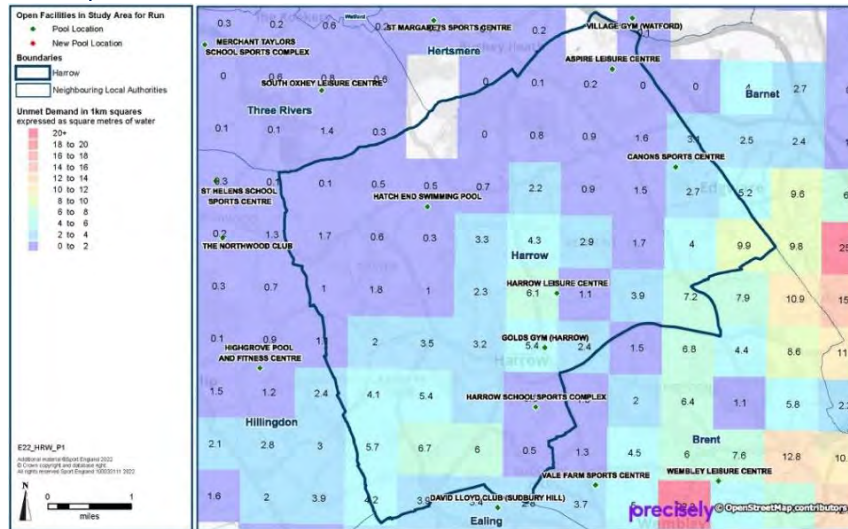 Open Facilities in Study Area for Run
Pool Location
New Pool Location
Boundaries
Harrow
Neighbouring Local Authorities
Unmet Demand in 1km squares
expressed as square metres of water
20+
18 to 20
16 to 18
14 to 16
12 to 14
10 to 12
8 to 10
6 to 8
4 to 6
2 to 4
0 to 2
E22_HRW_P1
Additional material ©Sport England 2022
© Crown copyright and database right
All rights reserved Sport England 100033111 2022
N
1 0 1
miles
0.3 0.2 0.6 0.2 0.2
Watford
ST MARGARETS SPORTS CENTRE
VILLAGE GYM (WATFORD)
MERCHANT TAYLORS
SCHOOL SPORTS COMPLEX
Hertsmere
ASPIRE LEISURE CENTRE
0 0.6 0.8 0.6 0.1 0.2 0 0 4 2.7
SOUTH OXHEY LEISURE CENTRE
Barnet
Three Rivers
0.1 0.1 1.4 0.3 0 0.8 0.9 1.6 3.1 2.5 2.4
CANONS SPORTS CENTRE
0.3 0.1 0.1 0.5 0.5 0.7 2.2 0.9 1.5 2.7 5.2 9.6
ST HELENS SCHOOL
SPORTS CENTRE
HATCH END SWIMMING POOL
0.2 1.3 1.7 0.6 0.3 3.3 4.3 2.9 1.7 4 9.9 9.8
THE NORTHWOOD CLUB
Harrow
0.3 0.7 1 1.8 1 2.3 6.1 1.1 3.9 7.2 7.9 10.9
HARROW LEISURE CENTRE
0.1 0.9 2 3.5 3.2 5.4 2.4 1.5 6.8 4.4 8.6
GOLDS GYM (HARROW)
Harrow
HIGHGROVE POOL
AND FITNESS CENTRE
1.5 1.2 2.4 4.1 5.4 2 6.4 1.1 5.8
HARROW SCHOOL SPORTS COMPLEX
Hillingdon
2.1 2.8 3 5.7 6.7 6 0.5 1.3 4.5 6 7.6 12.8
Brent
VALE FARM SPORTS CENTRE
WEMBLEY LEISURE CENTRE
1.6 2 3.9 4.2 3.4 3.7
DAVID LLOYD CLUB (SUDBURY HILL)
Ealing
Wembley
precisely © OpenStreetMap contributors